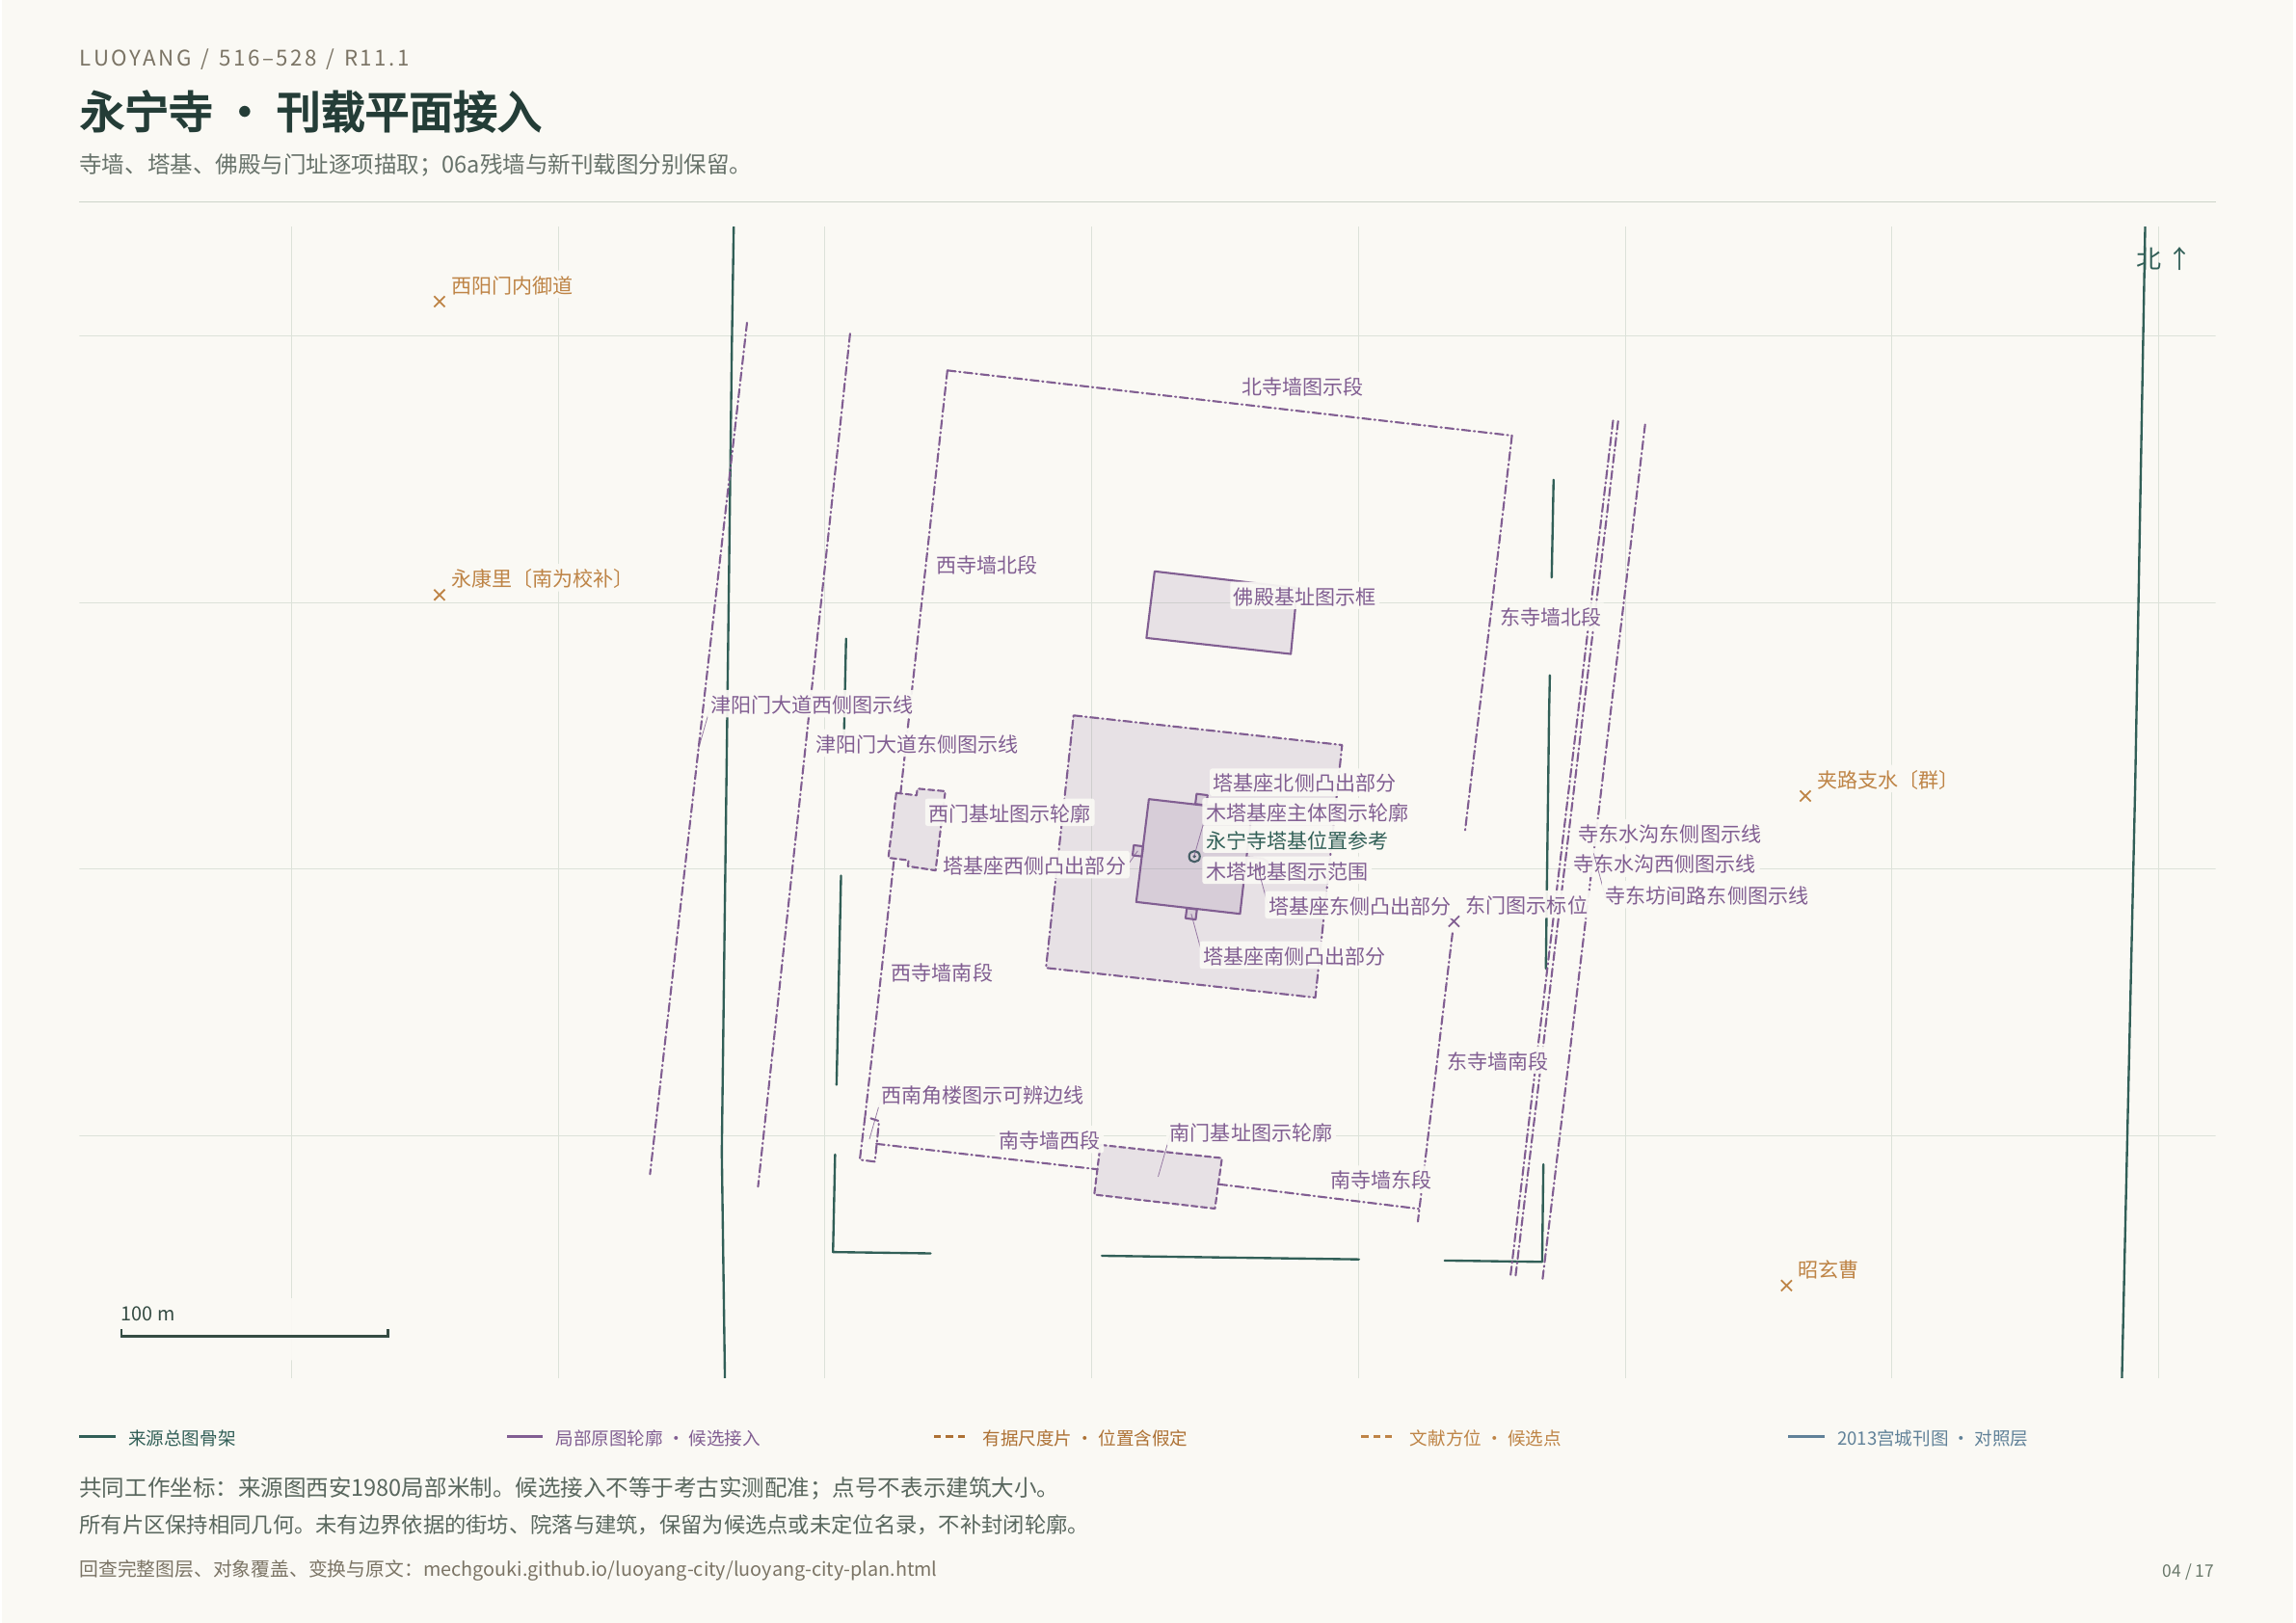 LUOYANG / 516–528 / R11.1
永宁寺 · 刊载平面接入
寺墙、塔基、佛殿与门址逐项描取；06a残墙与新刊载图分别保留。
北 ↑
西阳门内御道
北寺墙图示段
西寺墙北段
永康里〔南为校补〕
佛殿基址图示框
东寺墙北段
津阳门大道西侧图示线
津阳门大道东侧图示线
塔基座北侧凸出部分
夹路支水〔群〕
西门基址图示轮廓
木塔基座主体图示轮廓
寺东水沟东侧图示线
永宁寺塔基位置参考
塔基座西侧凸出部分
木塔地基图示范围
寺东水沟西侧图示线
塔基座东侧凸出部分
东门图示标位
寺东坊间路东侧图示线
塔基座南侧凸出部分
西寺墙南段
东寺墙南段
西南角楼图示可辨边线
南寺墙西段
南门基址图示轮廓
南寺墙东段
昭玄曹
100 m
来源总图骨架
局部原图轮廓 · 候选接入
有据尺度片 · 位置含假定
文献方位 · 候选点
2013宫城刊图 · 对照层
共同工作坐标：来源图西安1980局部米制。候选接入不等于考古实测配准；点号不表示建筑大小。
所有片区保持相同几何。未有边界依据的街坊、院落与建筑，保留为候选点或未定位名录，不补封闭轮廓。
回查完整图层、对象覆盖、变换与原文：mechgouki.github.io/luoyang-city/luoyang-city-plan.html
04 / 17